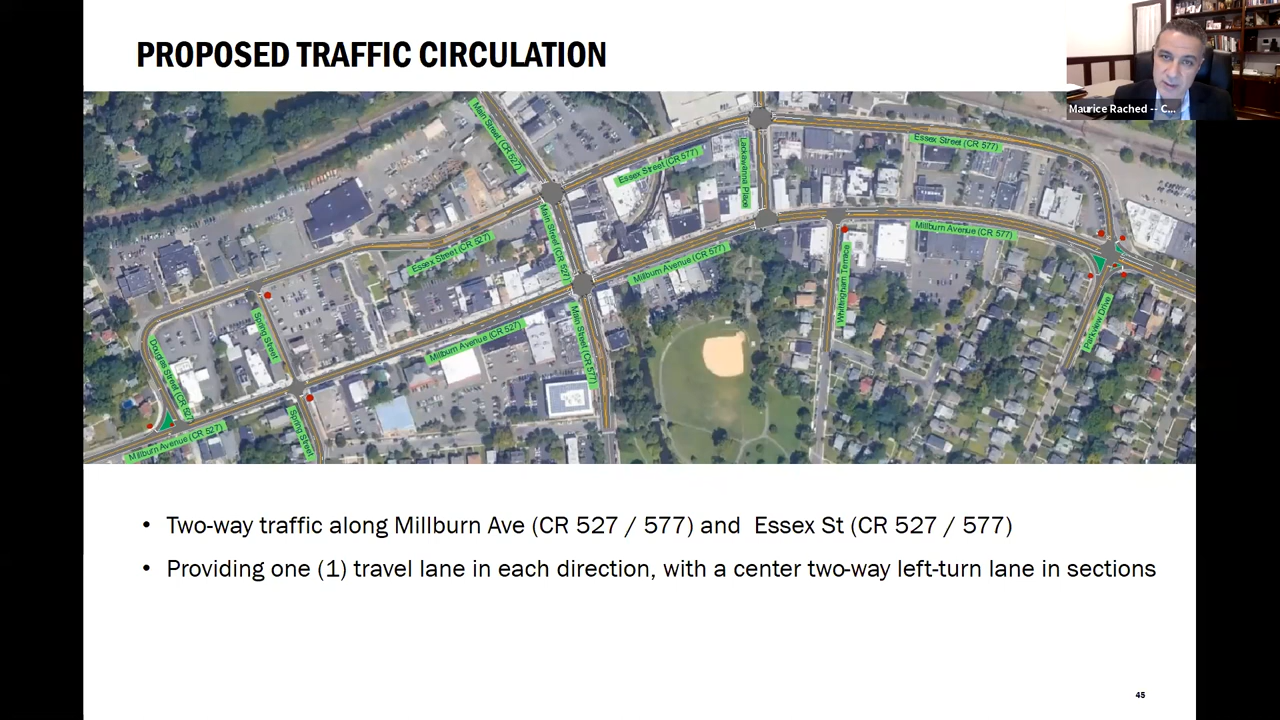 PROPOSED TRAFFIC CIRCULATION
Maurice Rached -- C...
Main Street (CR 527)
Essex Street (CR 577)
Lackawanna Place
Essex Street (CR 577)
Main Street (CR 527)
Essex Street (CR 527)
Millburn Avenue (CR 577)
Millburn Avenue (CR 577)
Whittingham Terrace
Parkview Drive
Spring Street
Millburn Avenue (CR 527)
Main Street (CR 577)
Douglas Street (CR 527)
Millburn Avenue (CR 527)
Spring Street
• Two-way traffic along Millburn Ave (CR 527 / 577) and Essex St (CR 527 / 577)
• Providing one (1) travel lane in each direction, with a center two-way left-turn lane in sections
45